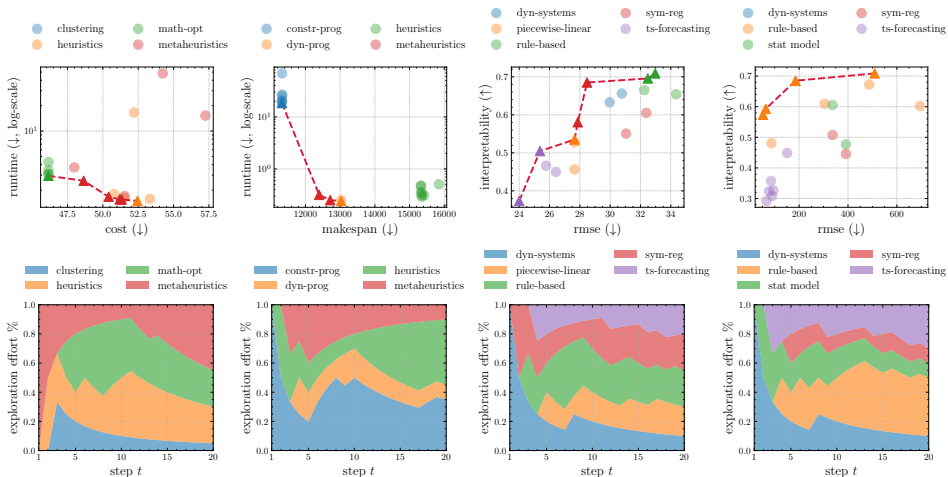 clustering
heuristics
math-opt
metaheuristics
runtime (↓, log-scale)
10¹
47.5 50.0 52.5 55.0 57.5
cost (↓)
constr-prog
dyn-prog
heuristics
metaheuristics
runtime (↓, log-scale)
10¹
10⁰
12000 13000 14000 15000 16000
makespan (↓)
dyn-systems
piecewise-linear
rule-based
sym-reg
ts-forecasting
interpretability (↑)
0.7
0.6
0.5
0.4
24 26 28 30 32 34
rmse (↓)
dyn-systems
rule-based
stat model
sym-reg
ts-forecasting
interpretability (↑)
0.7
0.6
0.5
0.4
0.3
200 400 600
rmse (↓)
clustering
heuristics
math-opt
metaheuristics
exploration effort %
1.0
0.8
0.6
0.4
0.2
0.0
1 5 10 15 20
step t
constr-prog
dyn-prog
heuristics
metaheuristics
exploration effort %
1.0
0.8
0.6
0.4
0.2
0.0
1 5 10 15 20
step t
dyn-systems
piecewise-linear
rule-based
sym-reg
ts-forecasting
exploration effort %
1.0
0.8
0.6
0.4
0.2
0.0
1 5 10 15 20
step t
dyn-systems
rule-based
stat model
sym-reg
ts-forecasting
exploration effort %
1.0
0.8
0.6
0.4
0.2
0.0
1 5 10 15 20
step t